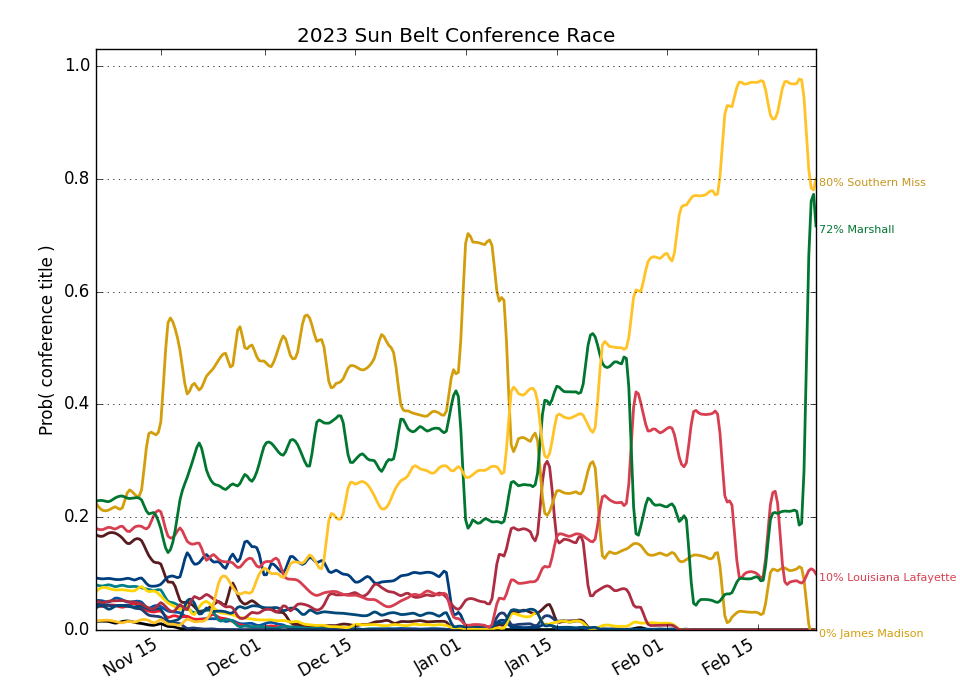 2023 Sun Belt Conference Race
Prob( conference title )
1.0
0.8
0.6
0.4
0.2
0.0
Nov 15
Dec 01
Dec 15
Jan 01
Jan 15
Feb 01
Feb 15
80% Southern Miss
72% Marshall
10% Louisiana Lafayette
0% James Madison